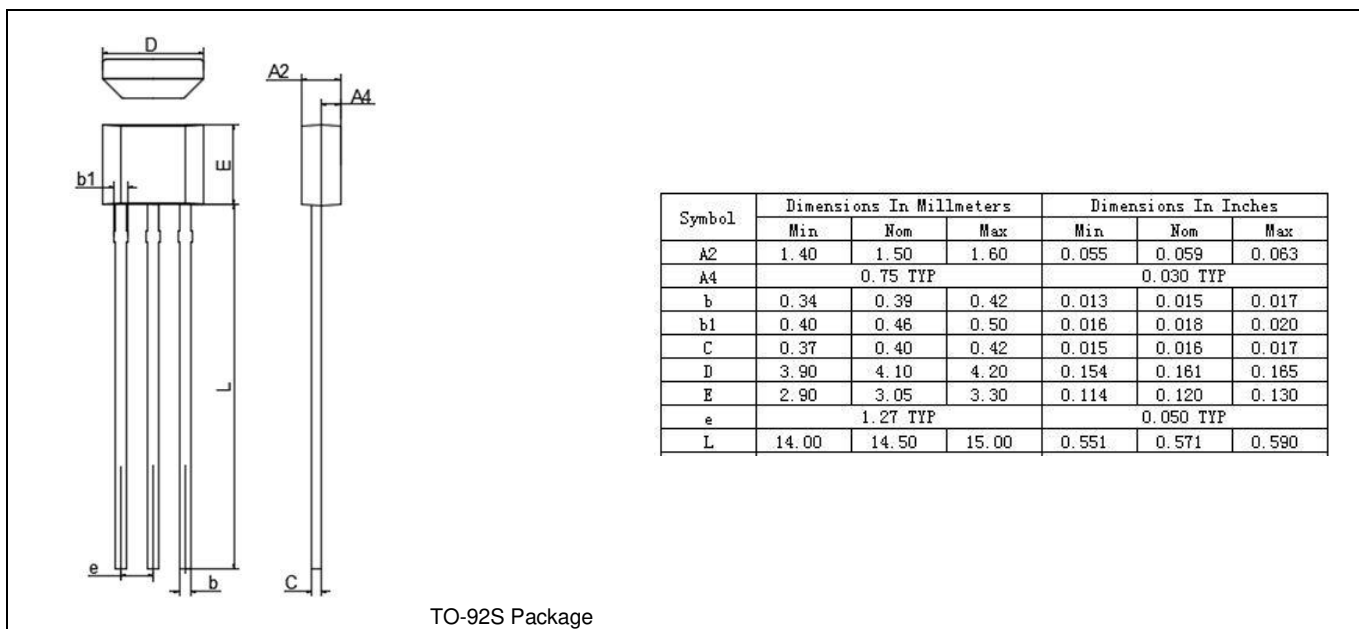 D
A2
A4
E
b1
L
e
b
C
TO-92S Package
Symbol Dimensions In Millmeters Dimensions In Inches
Min Nom Max Min Nom Max
A2 1.40 1.50 1.60 0.055 0.059 0.063
A4 0.75 TYP 0.030 TYP
b 0.34 0.39 0.42 0.013 0.015 0.017
b1 0.40 0.46 0.50 0.016 0.018 0.020
C 0.37 0.40 0.42 0.015 0.016 0.017
D 3.90 4.10 4.20 0.154 0.161 0.165
E 2.90 3.05 3.30 0.114 0.120 0.130
e 1.27 TYP 0.050 TYP
L 14.00 14.50 15.00 0.551 0.571 0.590